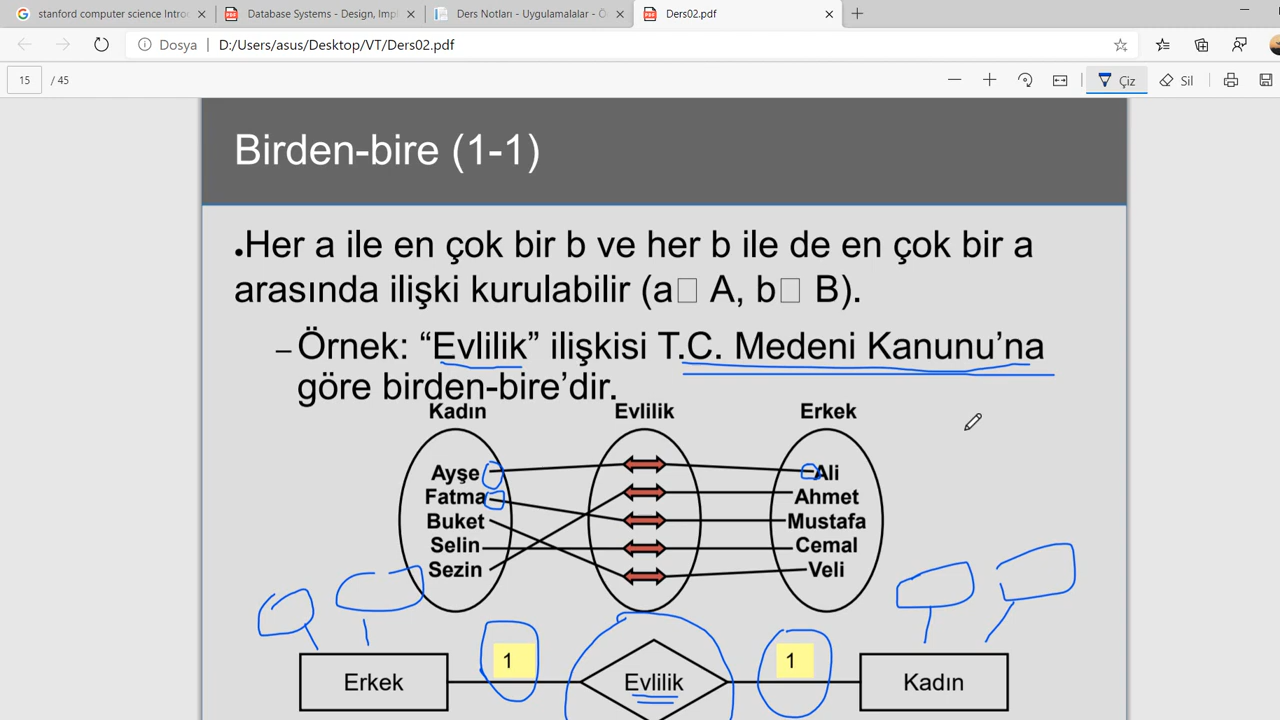 stanford computer science Intro
Database Systems - Design, Impl
Ders Notları - Uygulamalalar - Ö
Ders02.pdf
Dosya | D:/Users/asus/Desktop/VT/Ders02.pdf
15 / 45
Çiz
Sil
Birden-bire (1-1)
•Her a ile en çok bir b ve her b ile de en çok bir a
arasında ilişki kurulabilir (a□ A, b□ B).
– Örnek: “Evlilik” ilişkisi T.C. Medeni Kanunu’na
göre birden-bire’dir.
Kadın Evlilik Erkek
Ayşe Ali
Fatma Ahmet
Buket Mustafa
Selin Cemal
Sezin Veli
1 1
Erkek Evlilik Kadın